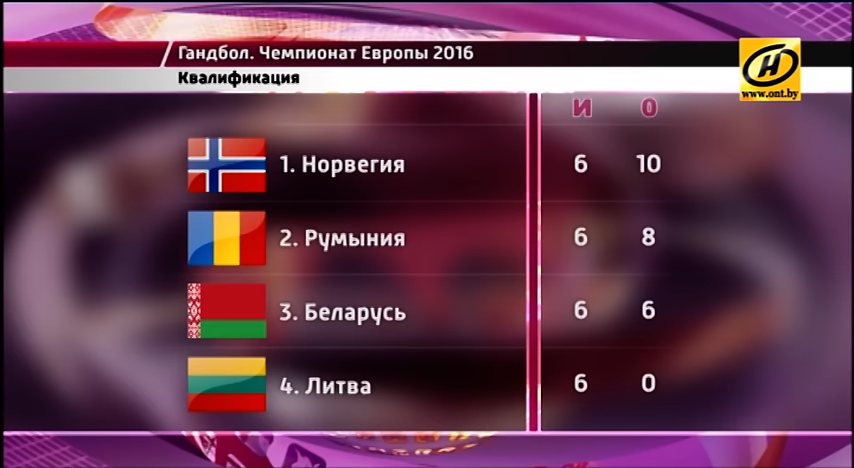 Гандбол. Чемпионат Европы 2016
Квалификация
www.ont.by
И О
1. Норвегия 6 10
2. Румыния 6 8
3. Беларусь 6 6
4. Литва 6 0